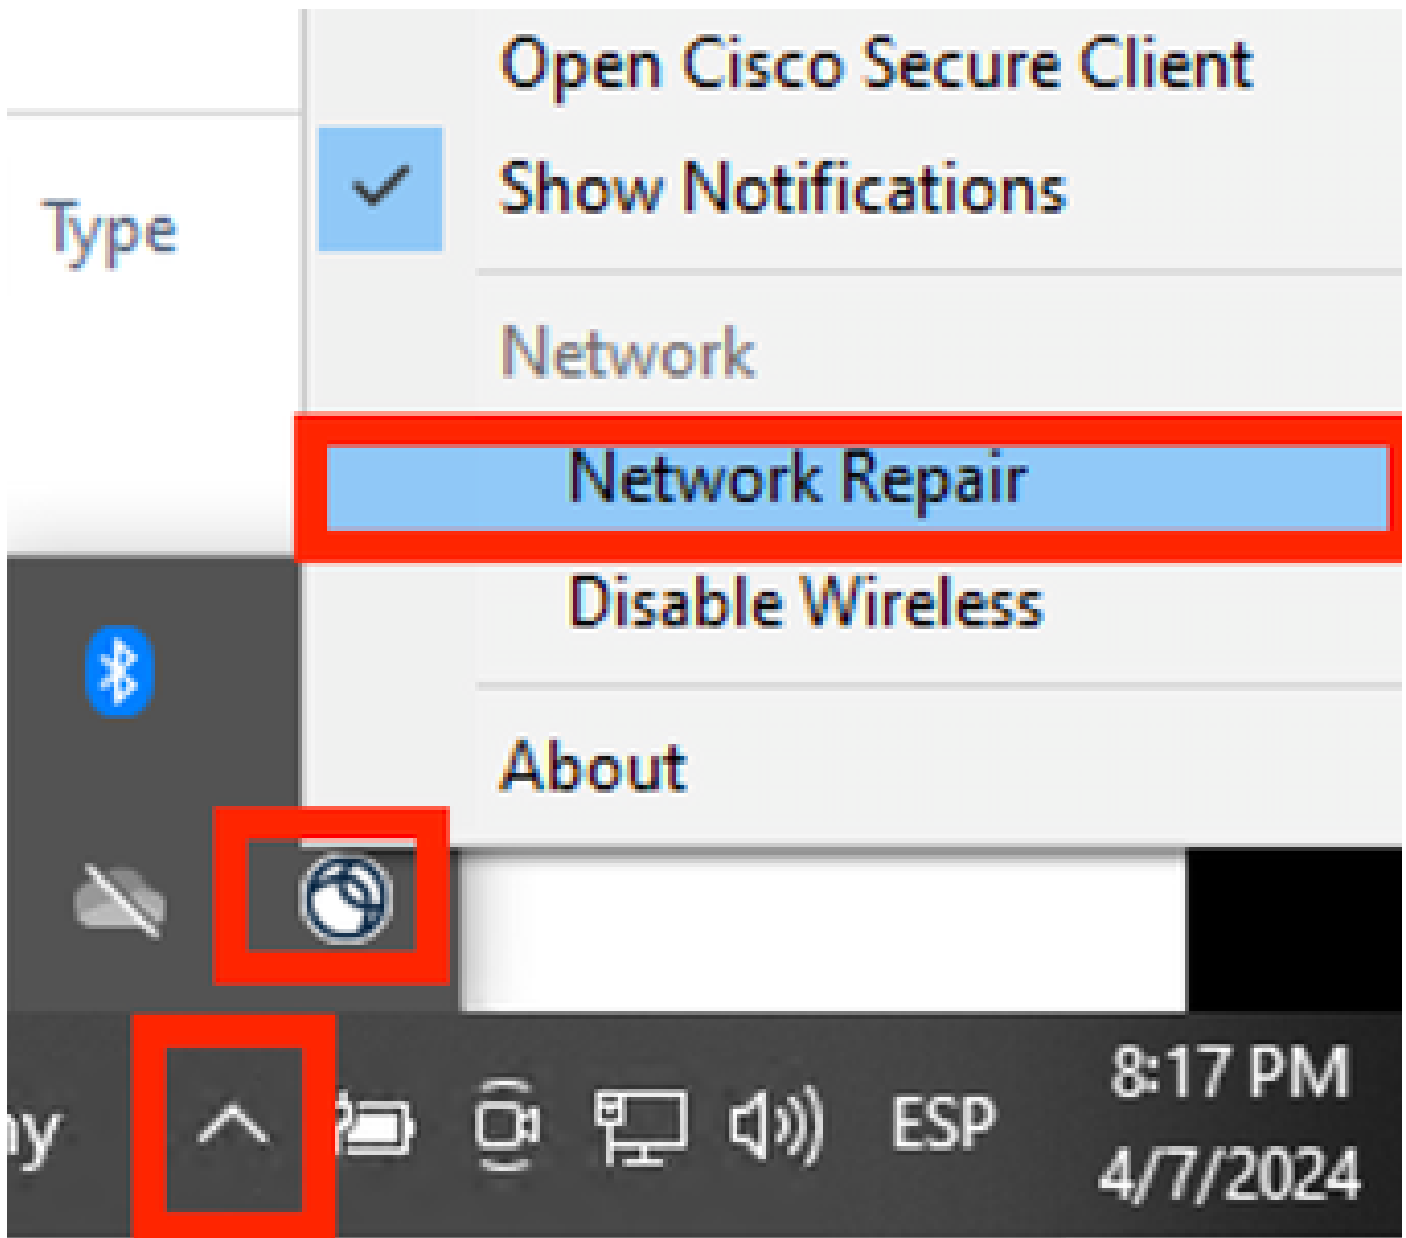 Open Cisco Secure Client
Show Notifications
Type
Network
Network Repair
Disable Wireless
About
ESP
8:17 PM
4/7/2024